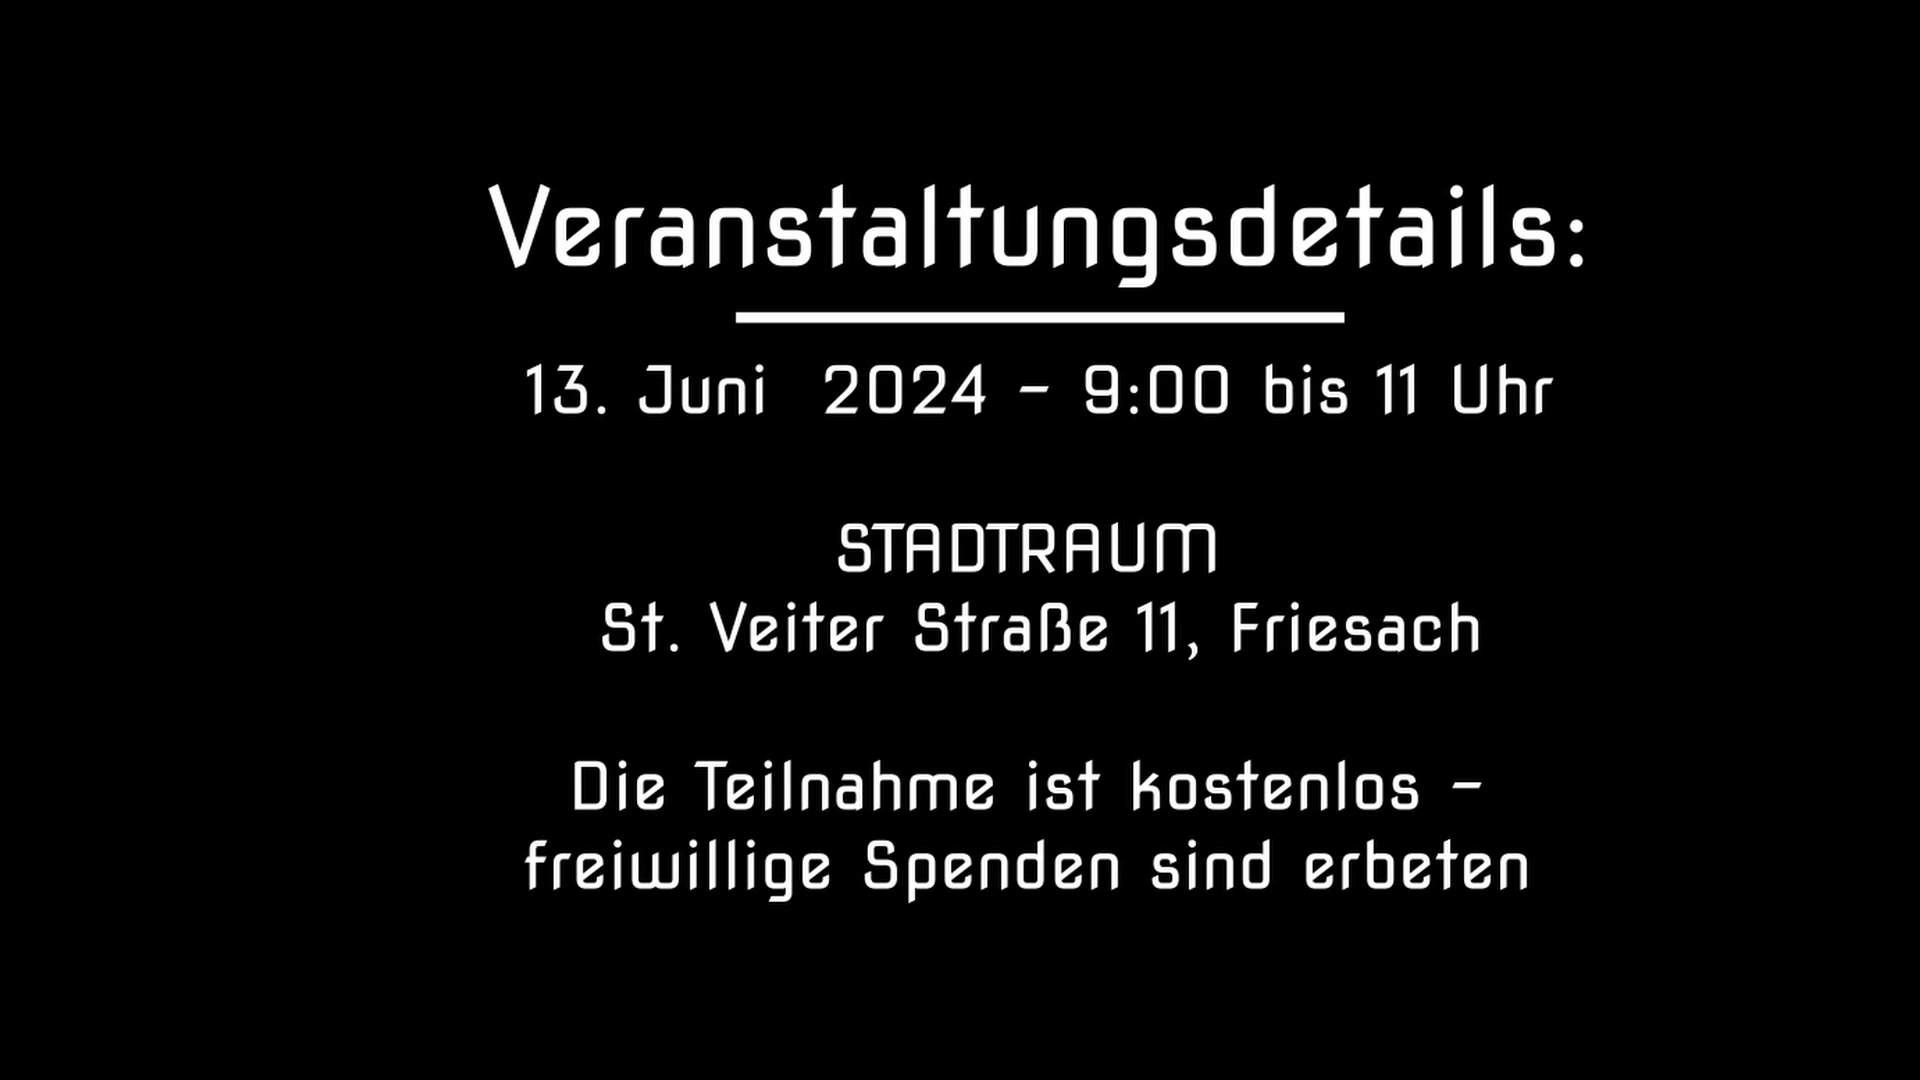 Veranstaltungsdetails:
13. Juni  2024 - 9:00 bis 11 Uhr
STADTRAUM
St. Veiter Straße 11, Friesach
Die Teilnahme ist kostenlos -
freiwillige Spenden sind erbeten